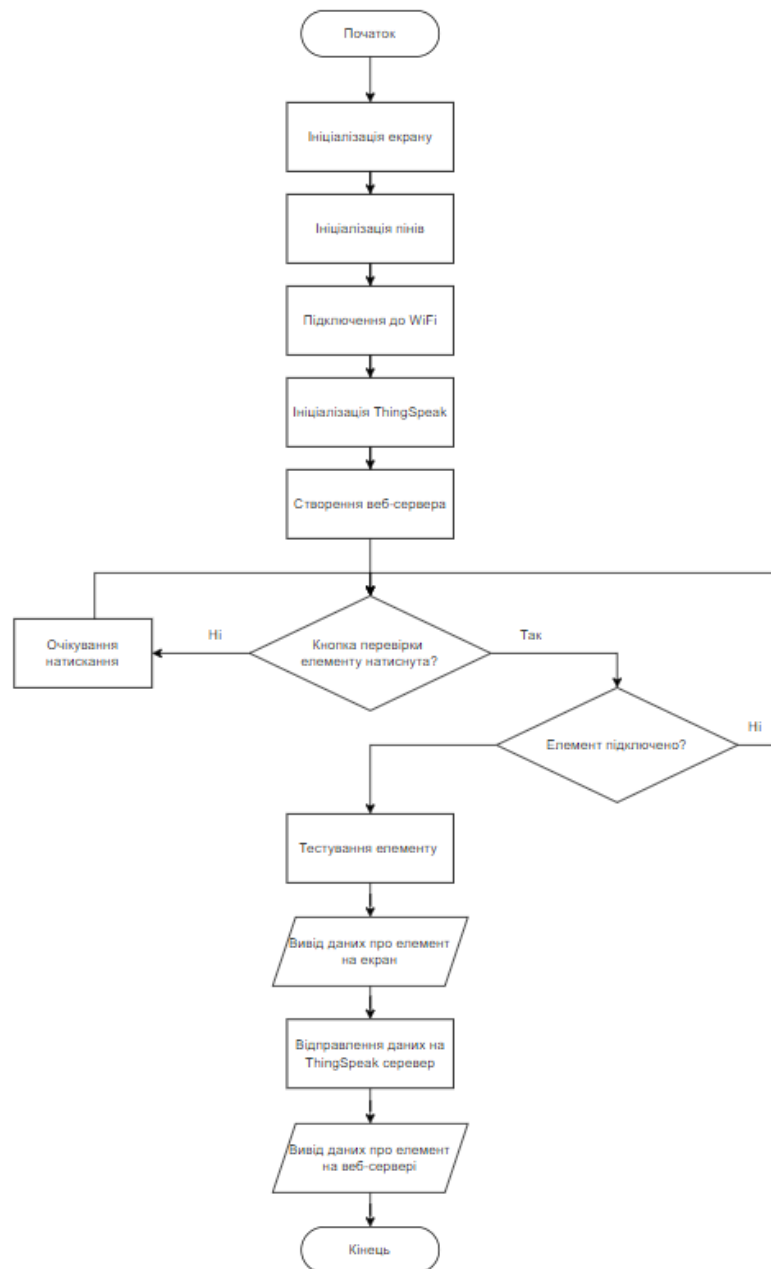 Початок
Ініціалізація екрану
Ініціалізація пінів
Підключення до WiFi
Ініціалізація ThingSpeak
Створення веб-сервера
Очікування
натискання
Ні
Кнопка перевірки
елементу натиснута?
Так
Елемент підключено?
Ні
Тестування елементу
Вивід даних про елемент
на екран
Відправлення даних на
ThingSpeak серевер
Вивід даних про елемент
на веб-сервері
Кінець